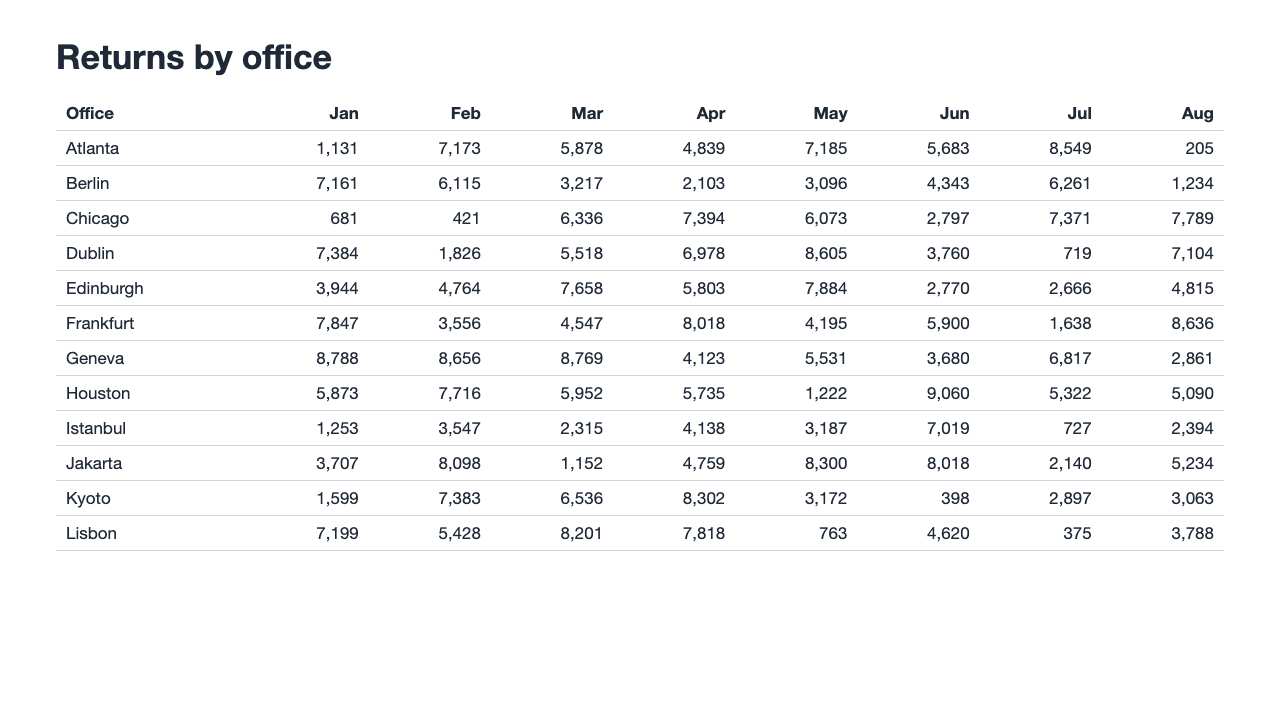 Returns by office
Office Jan Feb Mar Apr May Jun Jul Aug
Atlanta 1,131 7,173 5,878 4,839 7,185 5,683 8,549 205
Berlin 7,161 6,115 3,217 2,103 3,096 4,343 6,261 1,234
Chicago 681 421 6,336 7,394 6,073 2,797 7,371 7,789
Dublin 7,384 1,826 5,518 6,978 8,605 3,760 719 7,104
Edinburgh 3,944 4,764 7,658 5,803 7,884 2,770 2,666 4,815
Frankfurt 7,847 3,556 4,547 8,018 4,195 5,900 1,638 8,636
Geneva 8,788 8,656 8,769 4,123 5,531 3,680 6,817 2,861
Houston 5,873 7,716 5,952 5,735 1,222 9,060 5,322 5,090
Istanbul 1,253 3,547 2,315 4,138 3,187 7,019 727 2,394
Jakarta 3,707 8,098 1,152 4,759 8,300 8,018 2,140 5,234
Kyoto 1,599 7,383 6,536 8,302 3,172 398 2,897 3,063
Lisbon 7,199 5,428 8,201 7,818 763 4,620 375 3,788